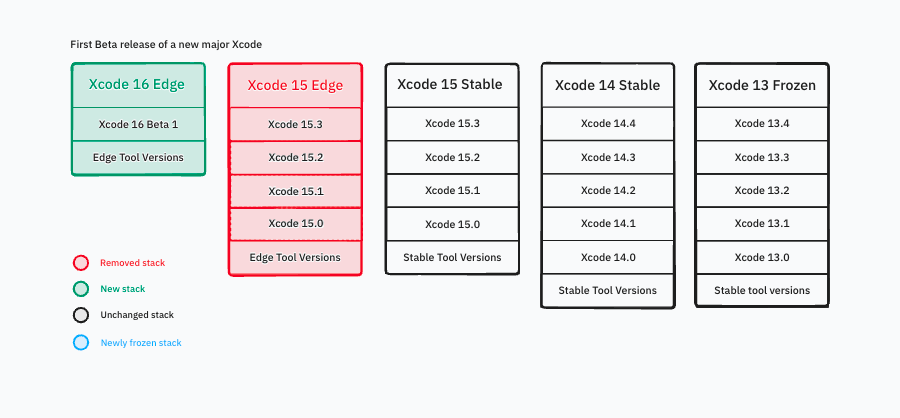 First Beta release of a new major Xcode
Xcode 16 Edge
Xcode 16 Beta 1
Edge Tool Versions
Xcode 15 Edge
Xcode 15.3
Xcode 15.2
Xcode 15.1
Xcode 15.0
Edge Tool Versions
Xcode 15 Stable
Xcode 15.3
Xcode 15.2
Xcode 15.1
Xcode 15.0
Stable Tool Versions
Xcode 14 Stable
Xcode 14.4
Xcode 14.3
Xcode 14.2
Xcode 14.1
Xcode 14.0
Stable Tool Versions
Xcode 13 Frozen
Xcode 13.4
Xcode 13.3
Xcode 13.2
Xcode 13.1
Xcode 13.0
Stable tool versions
Removed stack
New stack
Unchanged stack
Newly frozen stack